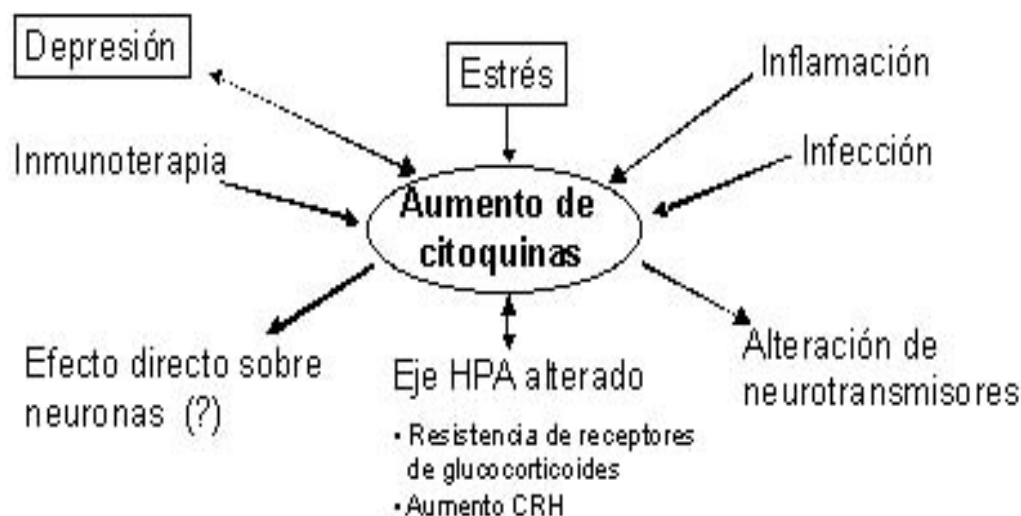 Depresión
Estrés
Inflamación
Inmunoterapia
Infección
Aumento de
citoquinas
Efecto directo sobre
neuronas (?)
Eje HPA alterado
• Resistencia de receptores
de glucocorticoides
• Aumento CRH
Alteración de
neurotransmisores